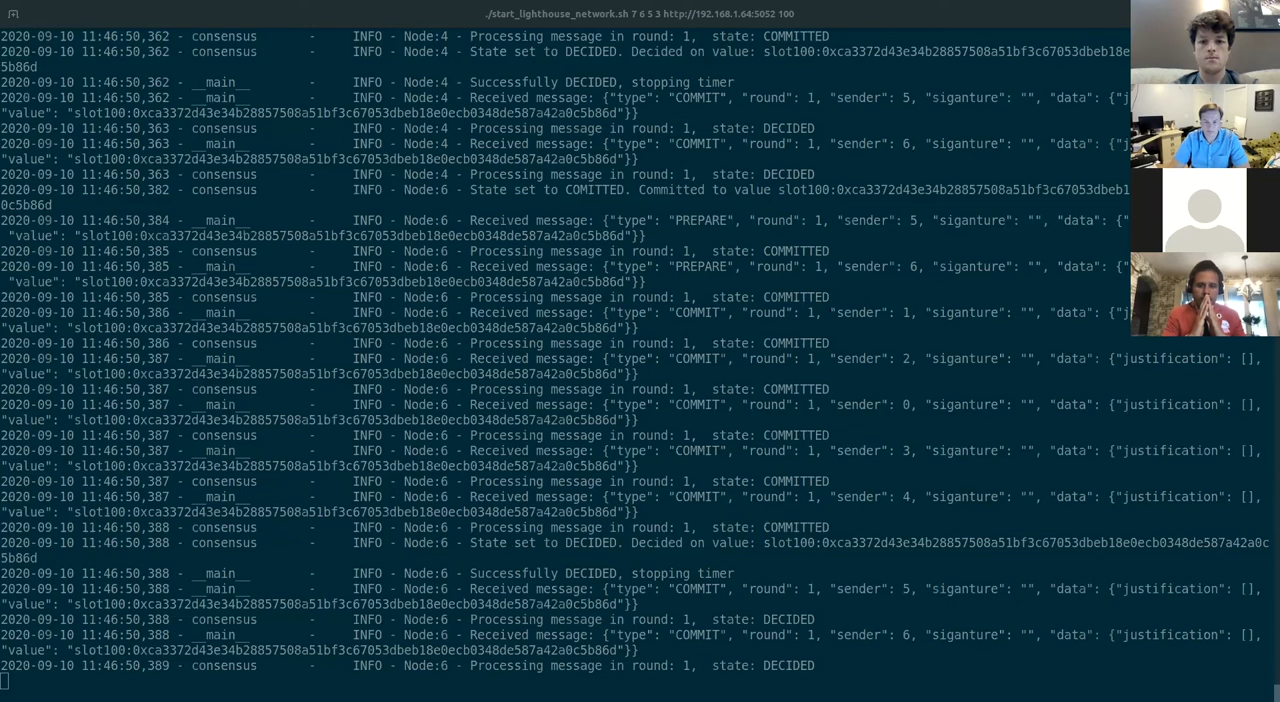 ./start_lighthouse_network.sh 7 6 5 3 http://192.168.1.64:5052 100
2020-09-10 11:46:50,362 - consensus       -     INFO - Node:4 - Processing message in round: 1,  state: COMMITTED
2020-09-10 11:46:50,362 - consensus       -     INFO - Node:4 - State set to DECIDED. Decided on value: slot100:0xca3372d43e34b28857508a51bf3c67053dbeb18e
5b86d
2020-09-10 11:46:50,362 - __main__        -     INFO - Node:4 - Successfully DECIDED, stopping timer
2020-09-10 11:46:50,362 - __main__        -     INFO - Node:4 - Received message: {"type": "COMMIT", "round": 1, "sender": 5, "siganture": "", "data": {"j
"value": "slot100:0xca3372d43e34b28857508a51bf3c67053dbeb18e0ecb0348de587a42a0c5b86d"}}
2020-09-10 11:46:50,363 - consensus       -     INFO - Node:4 - Processing message in round: 1,  state: DECIDED
2020-09-10 11:46:50,363 - __main__        -     INFO - Node:4 - Received message: {"type": "COMMIT", "round": 1, "sender": 6, "siganture": "", "data": {"j
"value": "slot100:0xca3372d43e34b28857508a51bf3c67053dbeb18e0ecb0348de587a42a0c5b86d"}}
2020-09-10 11:46:50,363 - consensus       -     INFO - Node:4 - Processing message in round: 1,  state: DECIDED
2020-09-10 11:46:50,382 - consensus       -     INFO - Node:6 - State set to COMITTED. Committed to value slot100:0xca3372d43e34b28857508a51bf3c67053dbeb1
0c5b86d
2020-09-10 11:46:50,384 - __main__        -     INFO - Node:6 - Received message: {"type": "PREPARE", "round": 1, "sender": 5, "siganture": "", "data": {"
 "value": "slot100:0xca3372d43e34b28857508a51bf3c67053dbeb18e0ecb0348de587a42a0c5b86d"}}
2020-09-10 11:46:50,385 - consensus       -     INFO - Node:6 - Processing message in round: 1,  state: COMMITTED
2020-09-10 11:46:50,385 - __main__        -     INFO - Node:6 - Received message: {"type": "PREPARE", "round": 1, "sender": 6, "siganture": "", "data": {"
 "value": "slot100:0xca3372d43e34b28857508a51bf3c67053dbeb18e0ecb0348de587a42a0c5b86d"}}
2020-09-10 11:46:50,385 - consensus       -     INFO - Node:6 - Processing message in round: 1,  state: COMMITTED
2020-09-10 11:46:50,386 - __main__        -     INFO - Node:6 - Received message: {"type": "COMMIT", "round": 1, "sender": 1, "siganture": "", "data": {"j
"value": "slot100:0xca3372d43e34b28857508a51bf3c67053dbeb18e0ecb0348de587a42a0c5b86d"}}
2020-09-10 11:46:50,386 - consensus       -     INFO - Node:6 - Processing message in round: 1,  state: COMMITTED
2020-09-10 11:46:50,387 - __main__        -     INFO - Node:6 - Received message: {"type": "COMMIT", "round": 1, "sender": 2, "siganture": "", "data": {"justification": [],
"value": "slot100:0xca3372d43e34b28857508a51bf3c67053dbeb18e0ecb0348de587a42a0c5b86d"}}
2020-09-10 11:46:50,387 - consensus       -     INFO - Node:6 - Processing message in round: 1,  state: COMMITTED
2020-09-10 11:46:50,387 - __main__        -     INFO - Node:6 - Received message: {"type": "COMMIT", "round": 1, "sender": 0, "siganture": "", "data": {"justification": [],
"value": "slot100:0xca3372d43e34b28857508a51bf3c67053dbeb18e0ecb0348de587a42a0c5b86d"}}
2020-09-10 11:46:50,387 - consensus       -     INFO - Node:6 - Processing message in round: 1,  state: COMMITTED
2020-09-10 11:46:50,387 - __main__        -     INFO - Node:6 - Received message: {"type": "COMMIT", "round": 1, "sender": 3, "siganture": "", "data": {"justification": [],
"value": "slot100:0xca3372d43e34b28857508a51bf3c67053dbeb18e0ecb0348de587a42a0c5b86d"}}
2020-09-10 11:46:50,387 - consensus       -     INFO - Node:6 - Processing message in round: 1,  state: COMMITTED
2020-09-10 11:46:50,387 - __main__        -     INFO - Node:6 - Received message: {"type": "COMMIT", "round": 1, "sender": 4, "siganture": "", "data": {"justification": [],
"value": "slot100:0xca3372d43e34b28857508a51bf3c67053dbeb18e0ecb0348de587a42a0c5b86d"}}
2020-09-10 11:46:50,388 - consensus       -     INFO - Node:6 - Processing message in round: 1,  state: COMMITTED
2020-09-10 11:46:50,388 - consensus       -     INFO - Node:6 - State set to DECIDED. Decided on value: slot100:0xca3372d43e34b28857508a51bf3c67053dbeb18e0ecb0348de587a42a0c
5b86d
2020-09-10 11:46:50,388 - __main__        -     INFO - Node:6 - Successfully DECIDED, stopping timer
2020-09-10 11:46:50,388 - __main__        -     INFO - Node:6 - Received message: {"type": "COMMIT", "round": 1, "sender": 5, "siganture": "", "data": {"justification": [],
"value": "slot100:0xca3372d43e34b28857508a51bf3c67053dbeb18e0ecb0348de587a42a0c5b86d"}}
2020-09-10 11:46:50,388 - consensus       -     INFO - Node:6 - Processing message in round: 1,  state: DECIDED
2020-09-10 11:46:50,388 - __main__        -     INFO - Node:6 - Received message: {"type": "COMMIT", "round": 1, "sender": 6, "siganture": "", "data": {"justification": [],
"value": "slot100:0xca3372d43e34b28857508a51bf3c67053dbeb18e0ecb0348de587a42a0c5b86d"}}
2020-09-10 11:46:50,389 - consensus       -     INFO - Node:6 - Processing message in round: 1,  state: DECIDED